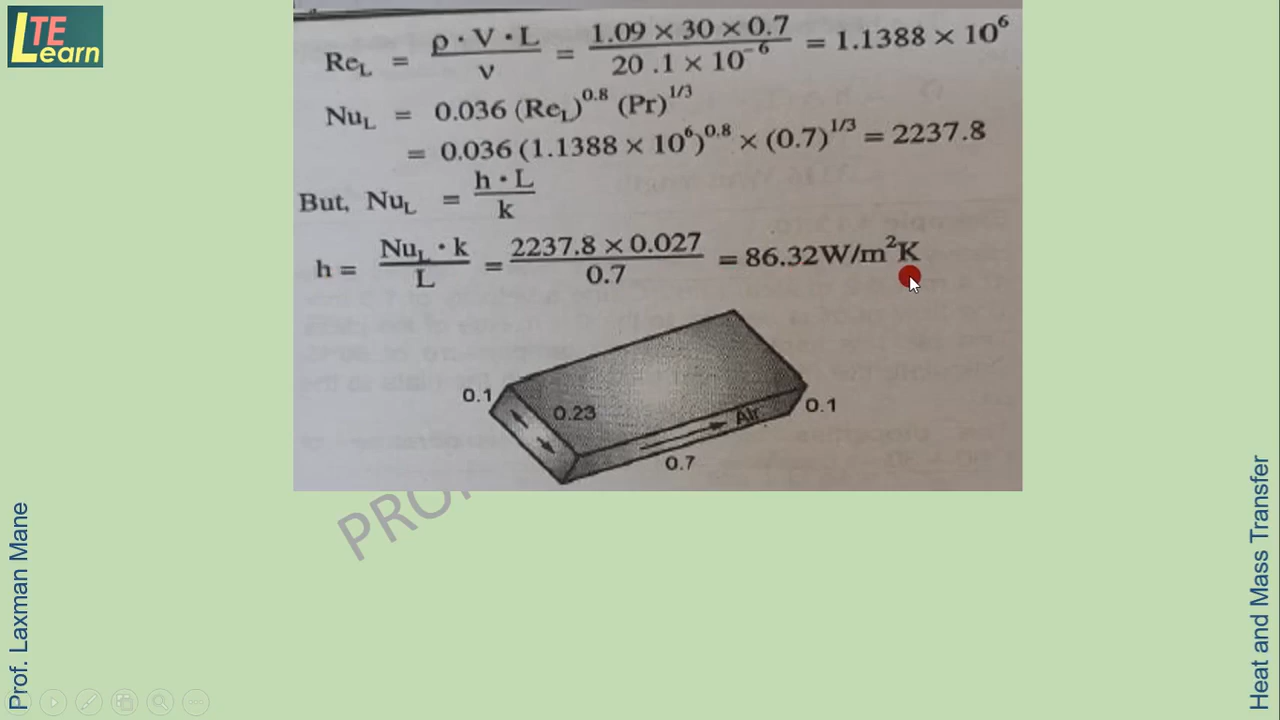 LTE
Learn
Re_L = ρ · V · L / ν = 1.09 × 30 × 0.7 / 20 .1 × 10^-6 = 1.1388 × 10^6
Nu_L = 0.036 (Re_L)^0.8 (Pr)^1/3
= 0.036 (1.1388 × 10^6)^0.8 × (0.7)^1/3 = 2237.8
But, Nu_L = h · L / k
h = Nu_L · k / L = 2237.8 × 0.027 / 0.7 = 86.32 W/m²K
0.1
0.23
Air
0.1
0.7
Prof. Laxman Mane
Heat and Mass Transfer